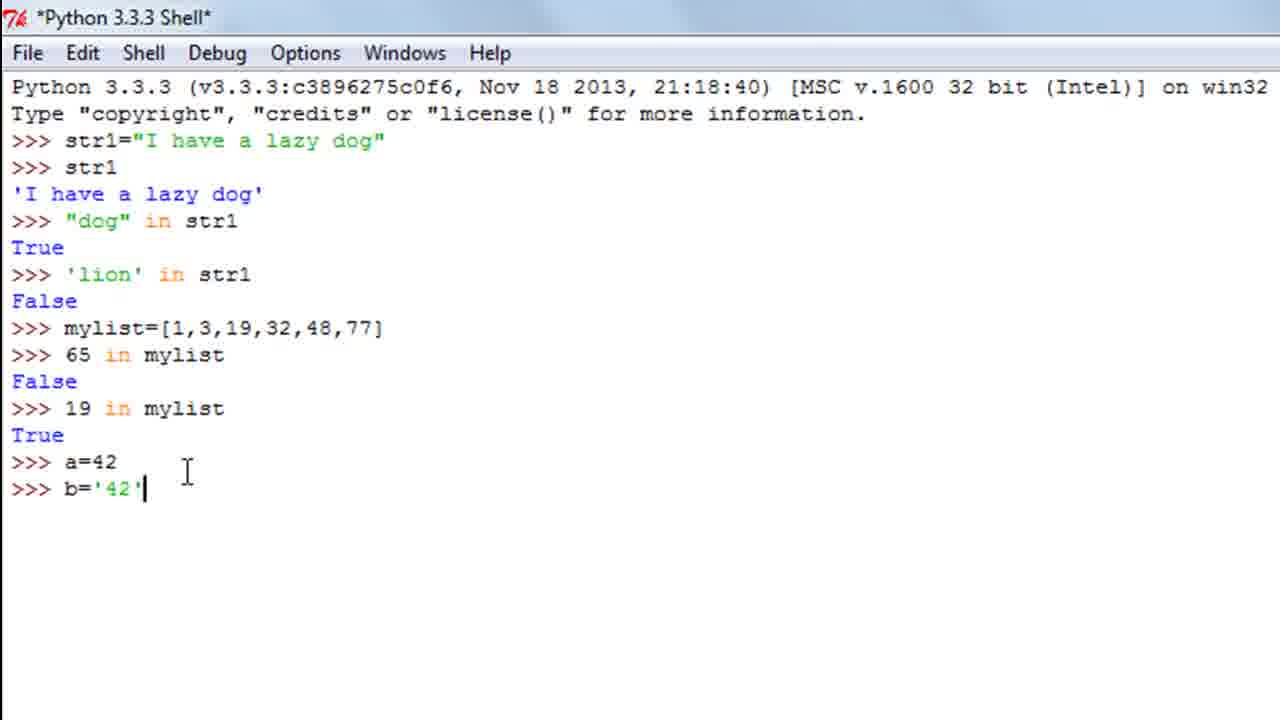 *Python 3.3.3 Shell*
File Edit Shell Debug Options Windows Help
Python 3.3.3 (v3.3.3:c3896275c0f6, Nov 18 2013, 21:18:40) [MSC v.1600 32 bit (Intel)] on win32
Type "copyright", "credits" or "license()" for more information.
>>> str1="I have a lazy dog"
>>> str1
'I have a lazy dog'
>>> "dog" in str1
True
>>> 'lion' in str1
False
>>> mylist=[1,3,19,32,48,77]
>>> 65 in mylist
False
>>> 19 in mylist
True
>>> a=42
>>> b='42'